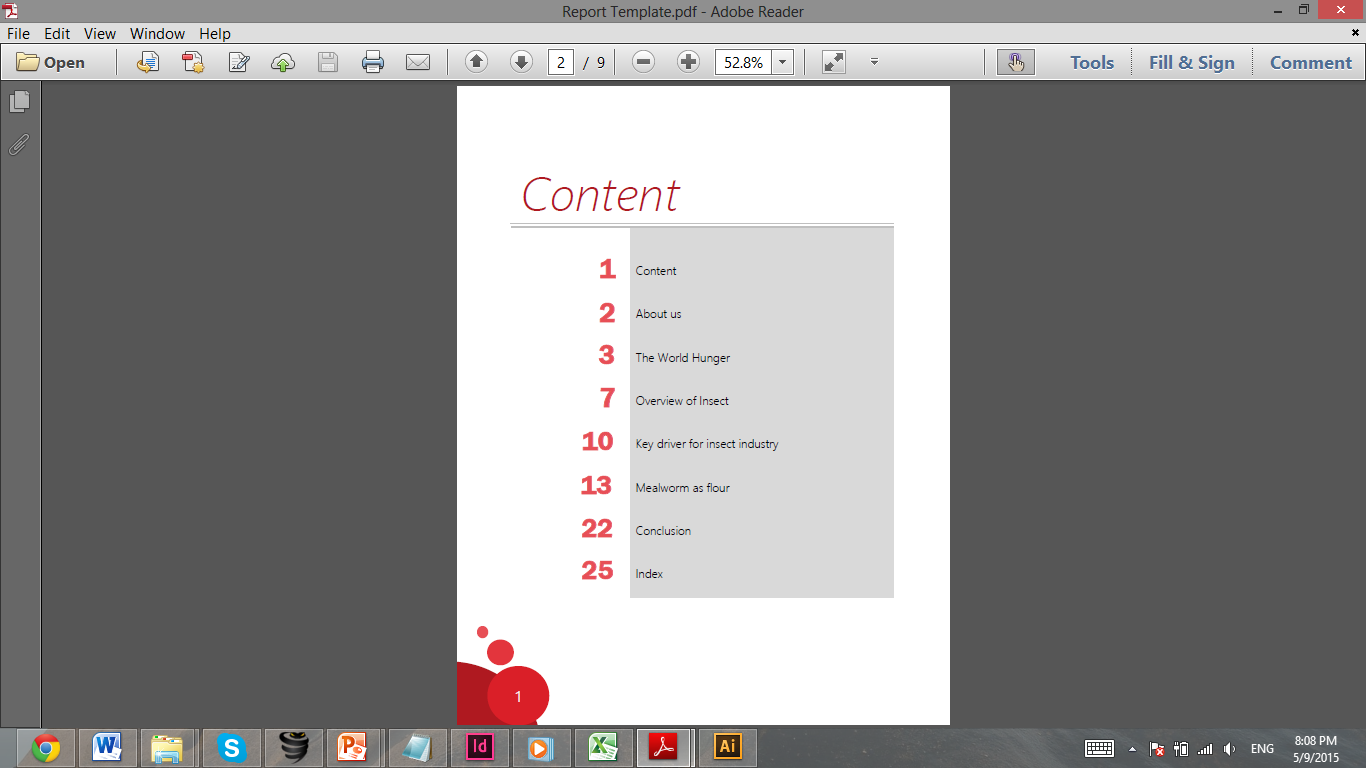 Report Template.pdf - Adobe Reader
File Edit View Window Help
Open 2 / 9 52.8% Tools Fill & Sign Comment
Content
1 Content
2 About us
3 The World Hunger
7 Overview of Insect
10 Key driver for insect industry
13 Mealworm as flour
22 Conclusion
25 Index
1
W S P Id X Ai
ENG
8:08 PM
5/9/2015